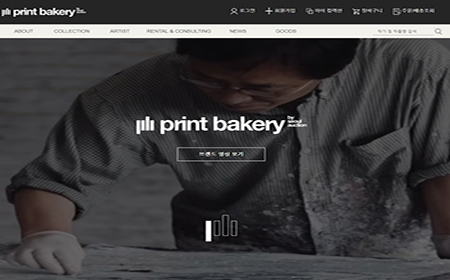 print bakery by seoul auction
로그인 회원가입 마이 컬렉션 장바구니 주문/배송조회
ABOUT COLLECTION ARTIST RENTAL & CONSULTING NEWS GOODS
작가 및 작품명 검색
print bakery by seoul auction
브랜드 영상 보기